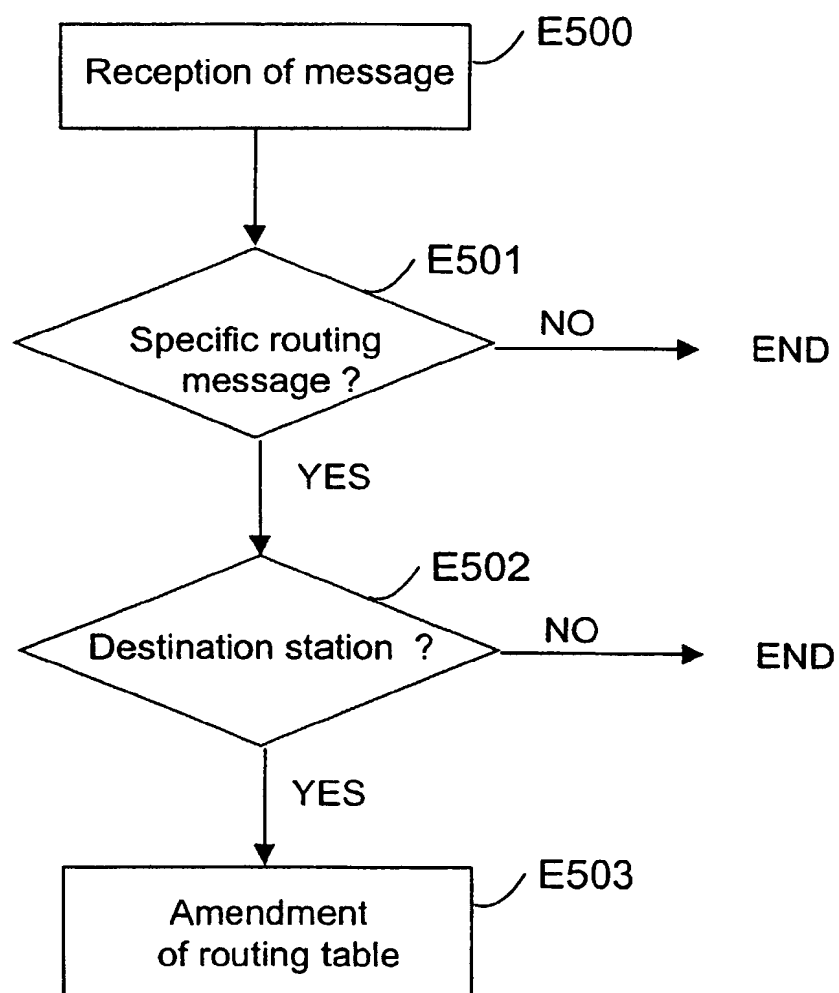 E500
Reception of message
E501
Specific routing
message ?
NO
END
YES
E502
Destination station ?
NO
END
YES
E503
Amendment
of routing table